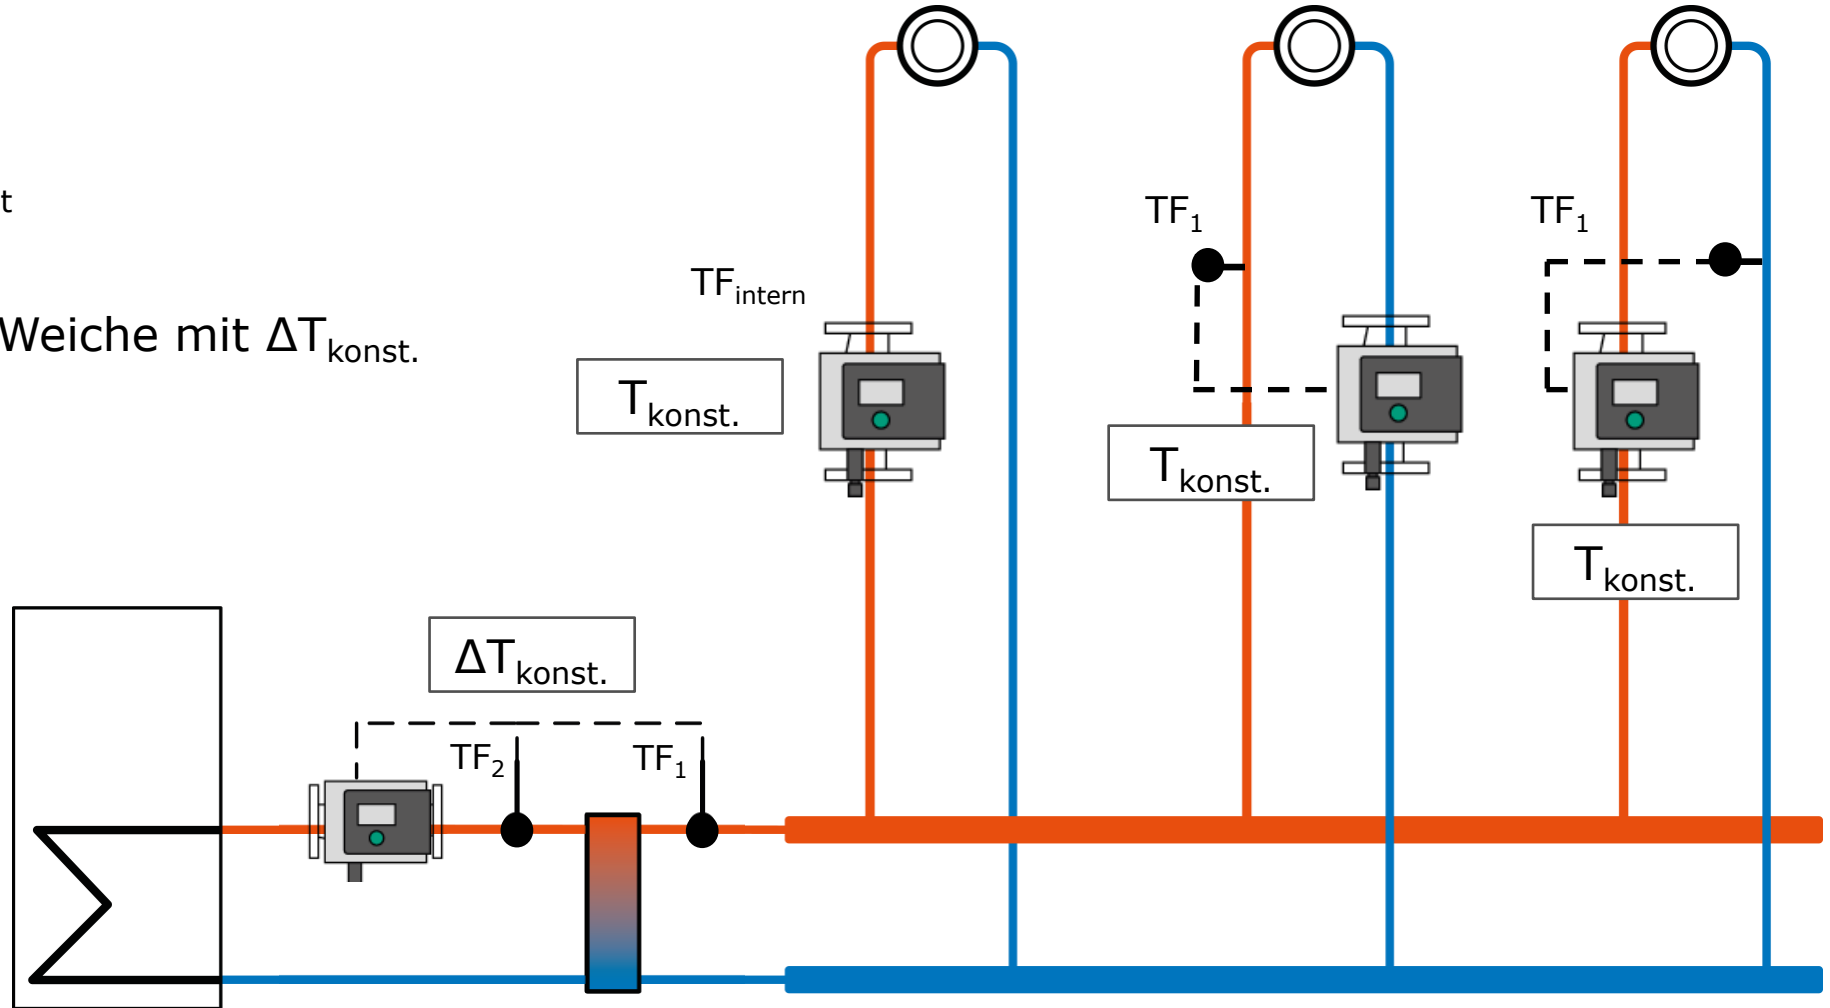 t
TF1
TF1
TFintern
Weiche mit ΔTkonst.
Tkonst.
Tkonst.
Tkonst.
ΔTkonst.
TF2
TF1